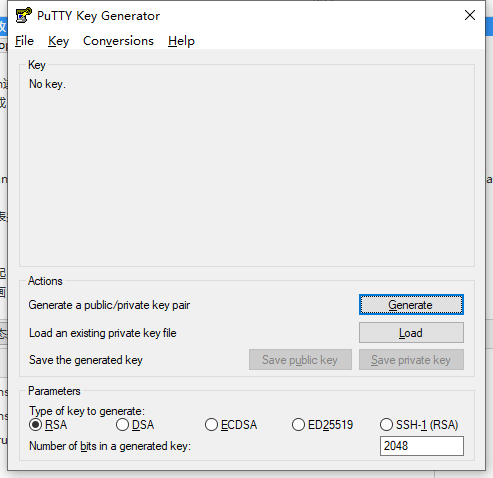 PuTTY Key Generator
File Key Conversions Help
Key
No key.
Actions
Generate a public/private key pair
Generate
Load an existing private key file
Load
Save the generated key
Save public key
Save private key
Parameters
Type of key to generate:
RSA DSA ECDSA ED25519 SSH-1 (RSA)
Number of bits in a generated key:
2048